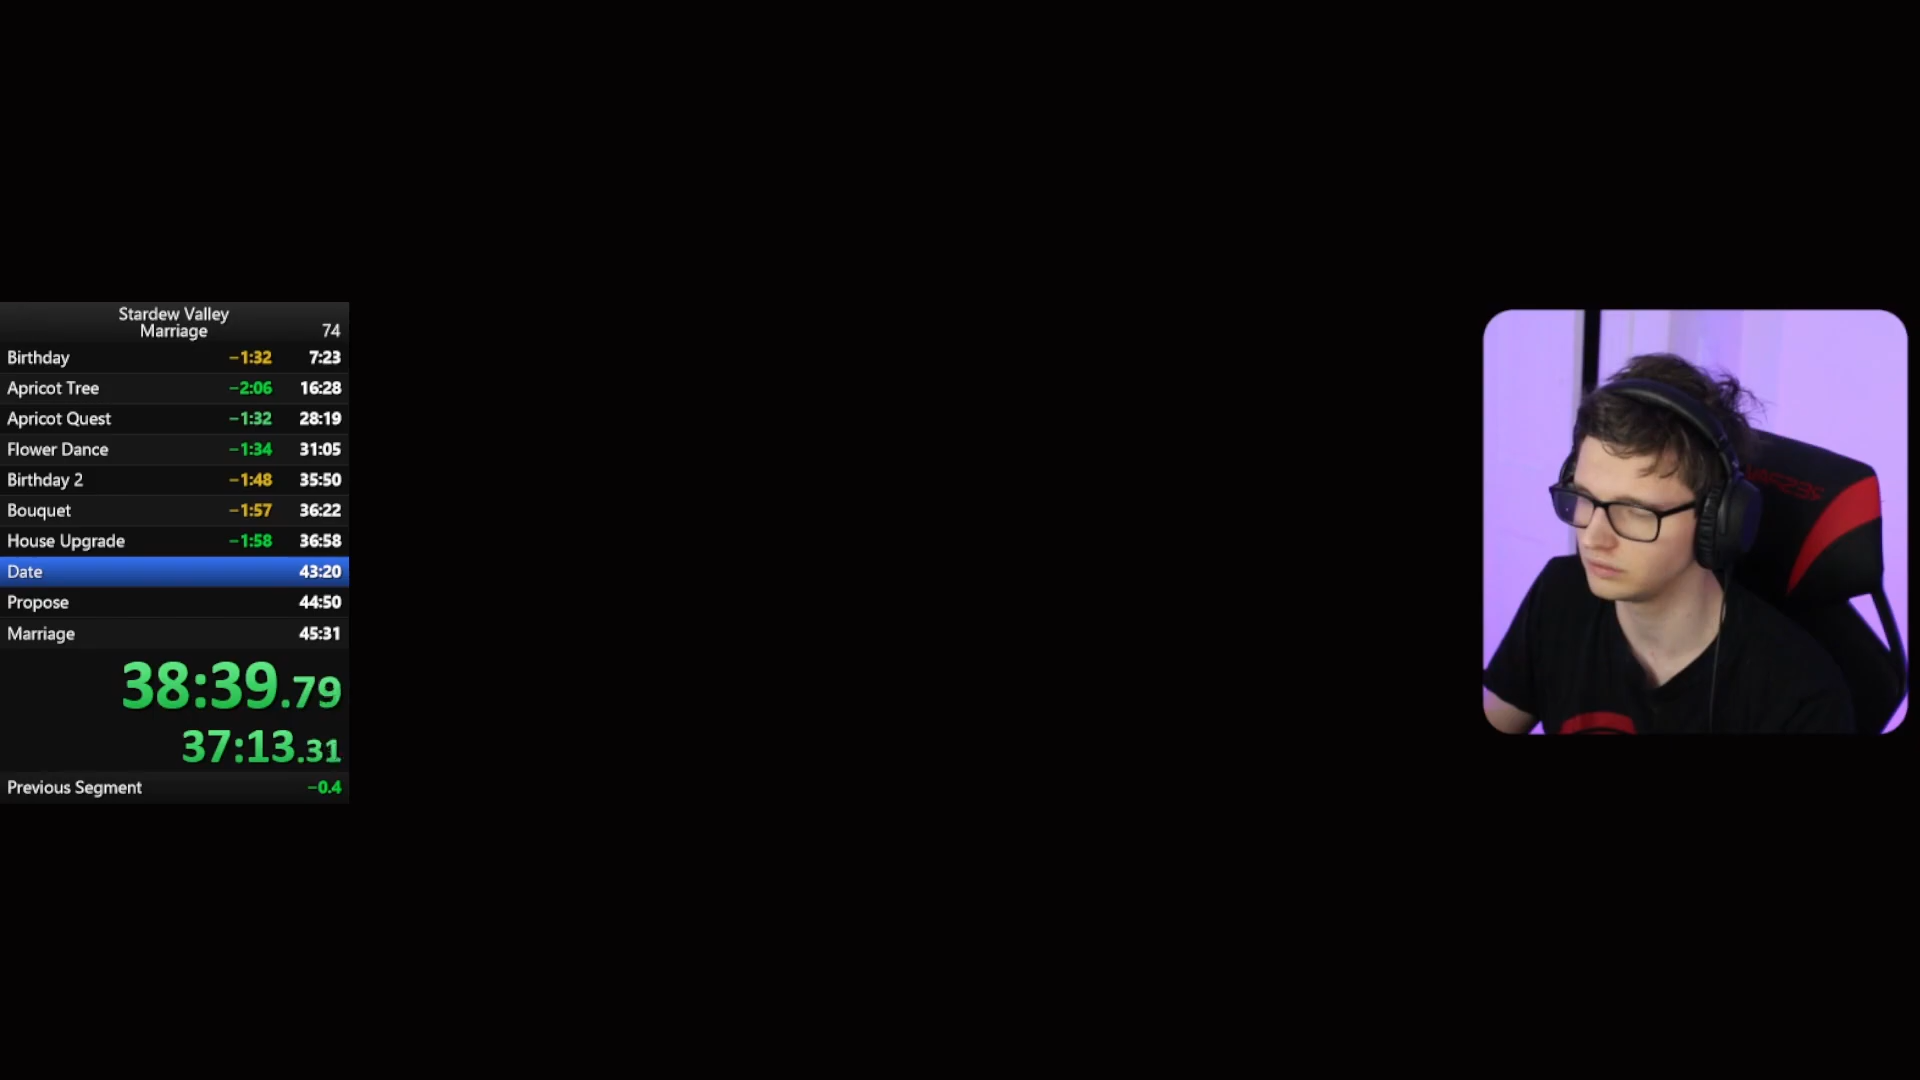 Stardew Valley
Marriage 74
Birthday −1:32 7:23
Apricot Tree −2:06 16:28
Apricot Quest −1:32 28:19
Flower Dance −1:34 31:05
Birthday 2 −1:48 35:50
Bouquet −1:57 36:22
House Upgrade −1:58 36:58
Date 43:20
Propose 44:50
Marriage 45:31
38:39.79
37:13.31
Previous Segment −0.4